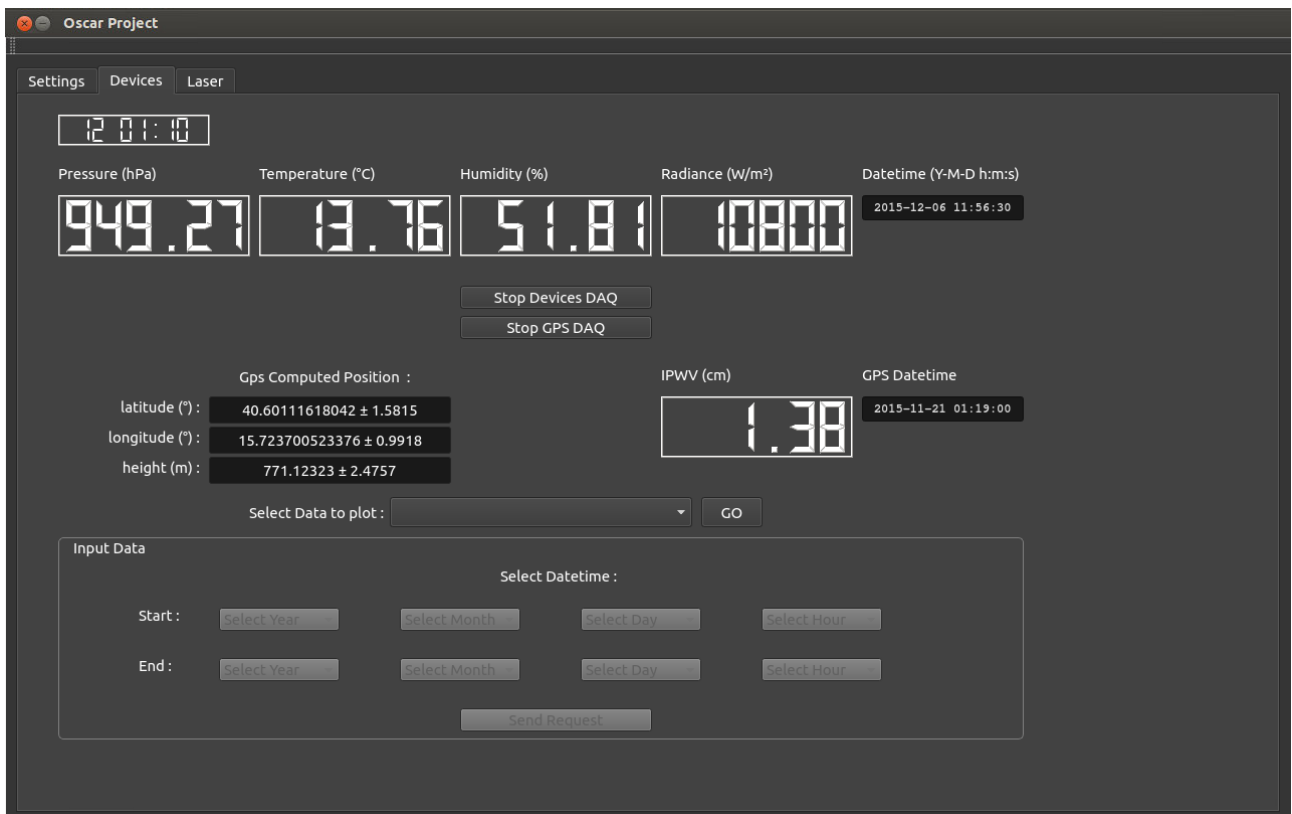 Oscar Project
Settings Devices Laser
12 01:10
Pressure (hPa) Temperature (°C) Humidity (%) Radiance (W/m²) Datetime (Y-M-D h:m:s)
949.27 13.76 51.81 10800 2015-12-06 11:56:30
Stop Devices DAQ
Stop GPS DAQ
Gps Computed Position : IPWV (cm) GPS Datetime
latitude (°) : 40.60111618042 ± 1.5815 1.38 2015-11-21 01:19:00
longitude (°) : 15.723700523376 ± 0.9918
height (m) : 771.12323 ± 2.4757
Select Data to plot : GO
Input Data
Select Datetime :
Start : Select Year Select Month Select Day Select Hour
End : Select Year Select Month Select Day Select Hour
Send Request